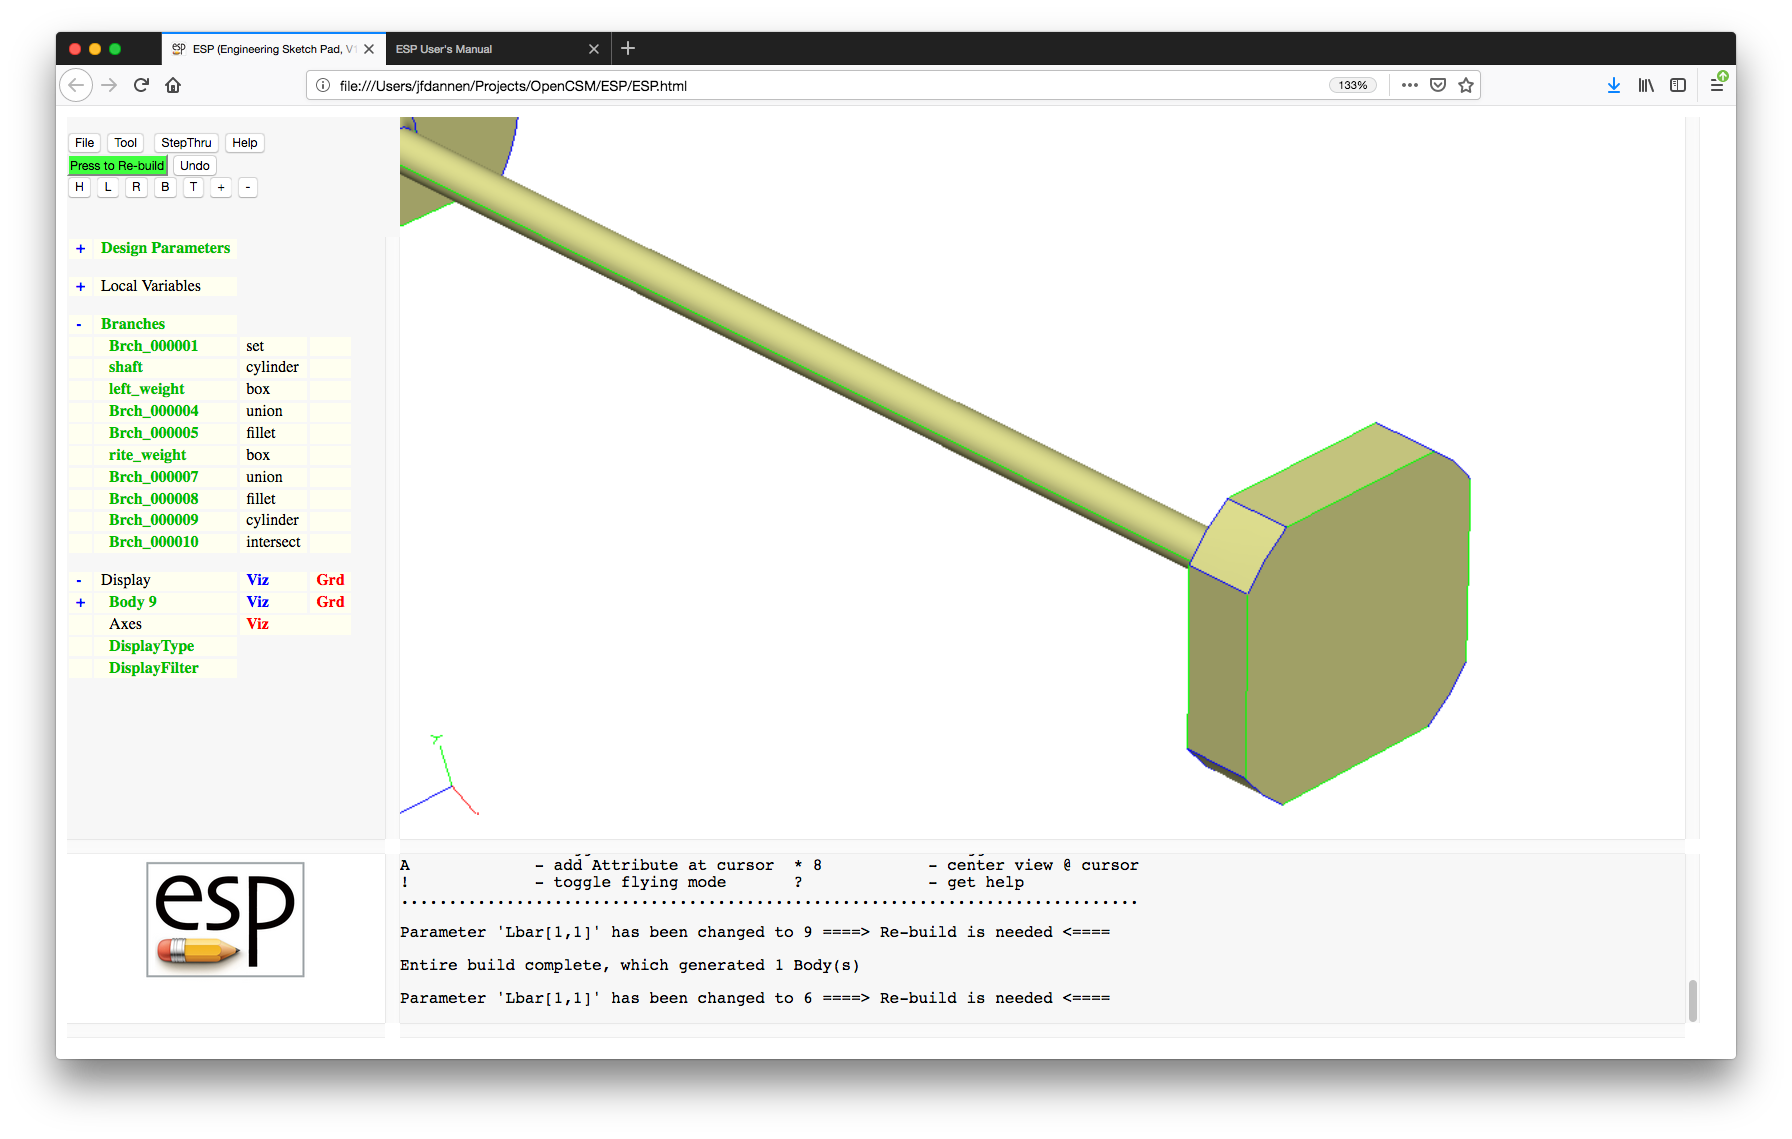 esp ESP (Engineering Sketch Pad, V1
ESP User's Manual
file:///Users/jfdannen/Projects/OpenCSM/ESP/ESP.html 133%
File Tool StepThru Help
Press to Re-build Undo
H L R B T + -
+ Design Parameters
+ Local Variables
- Branches
Brch_000001 set
shaft cylinder
left_weight box
Brch_000004 union
Brch_000005 fillet
rite_weight box
Brch_000007 union
Brch_000008 fillet
Brch_000009 cylinder
Brch_000010 intersect
- Display Viz Grd
+ Body 9 Viz Grd
Axes Viz
DisplayType
DisplayFilter
esp
A - add Attribute at cursor * 8 - center view @ cursor
! - toggle flying mode ? - get help
.............................................................................
Parameter 'Lbar[1,1]' has been changed to 9 ====> Re-build is needed <====
Entire build complete, which generated 1 Body(s)
Parameter 'Lbar[1,1]' has been changed to 6 ====> Re-build is needed <====